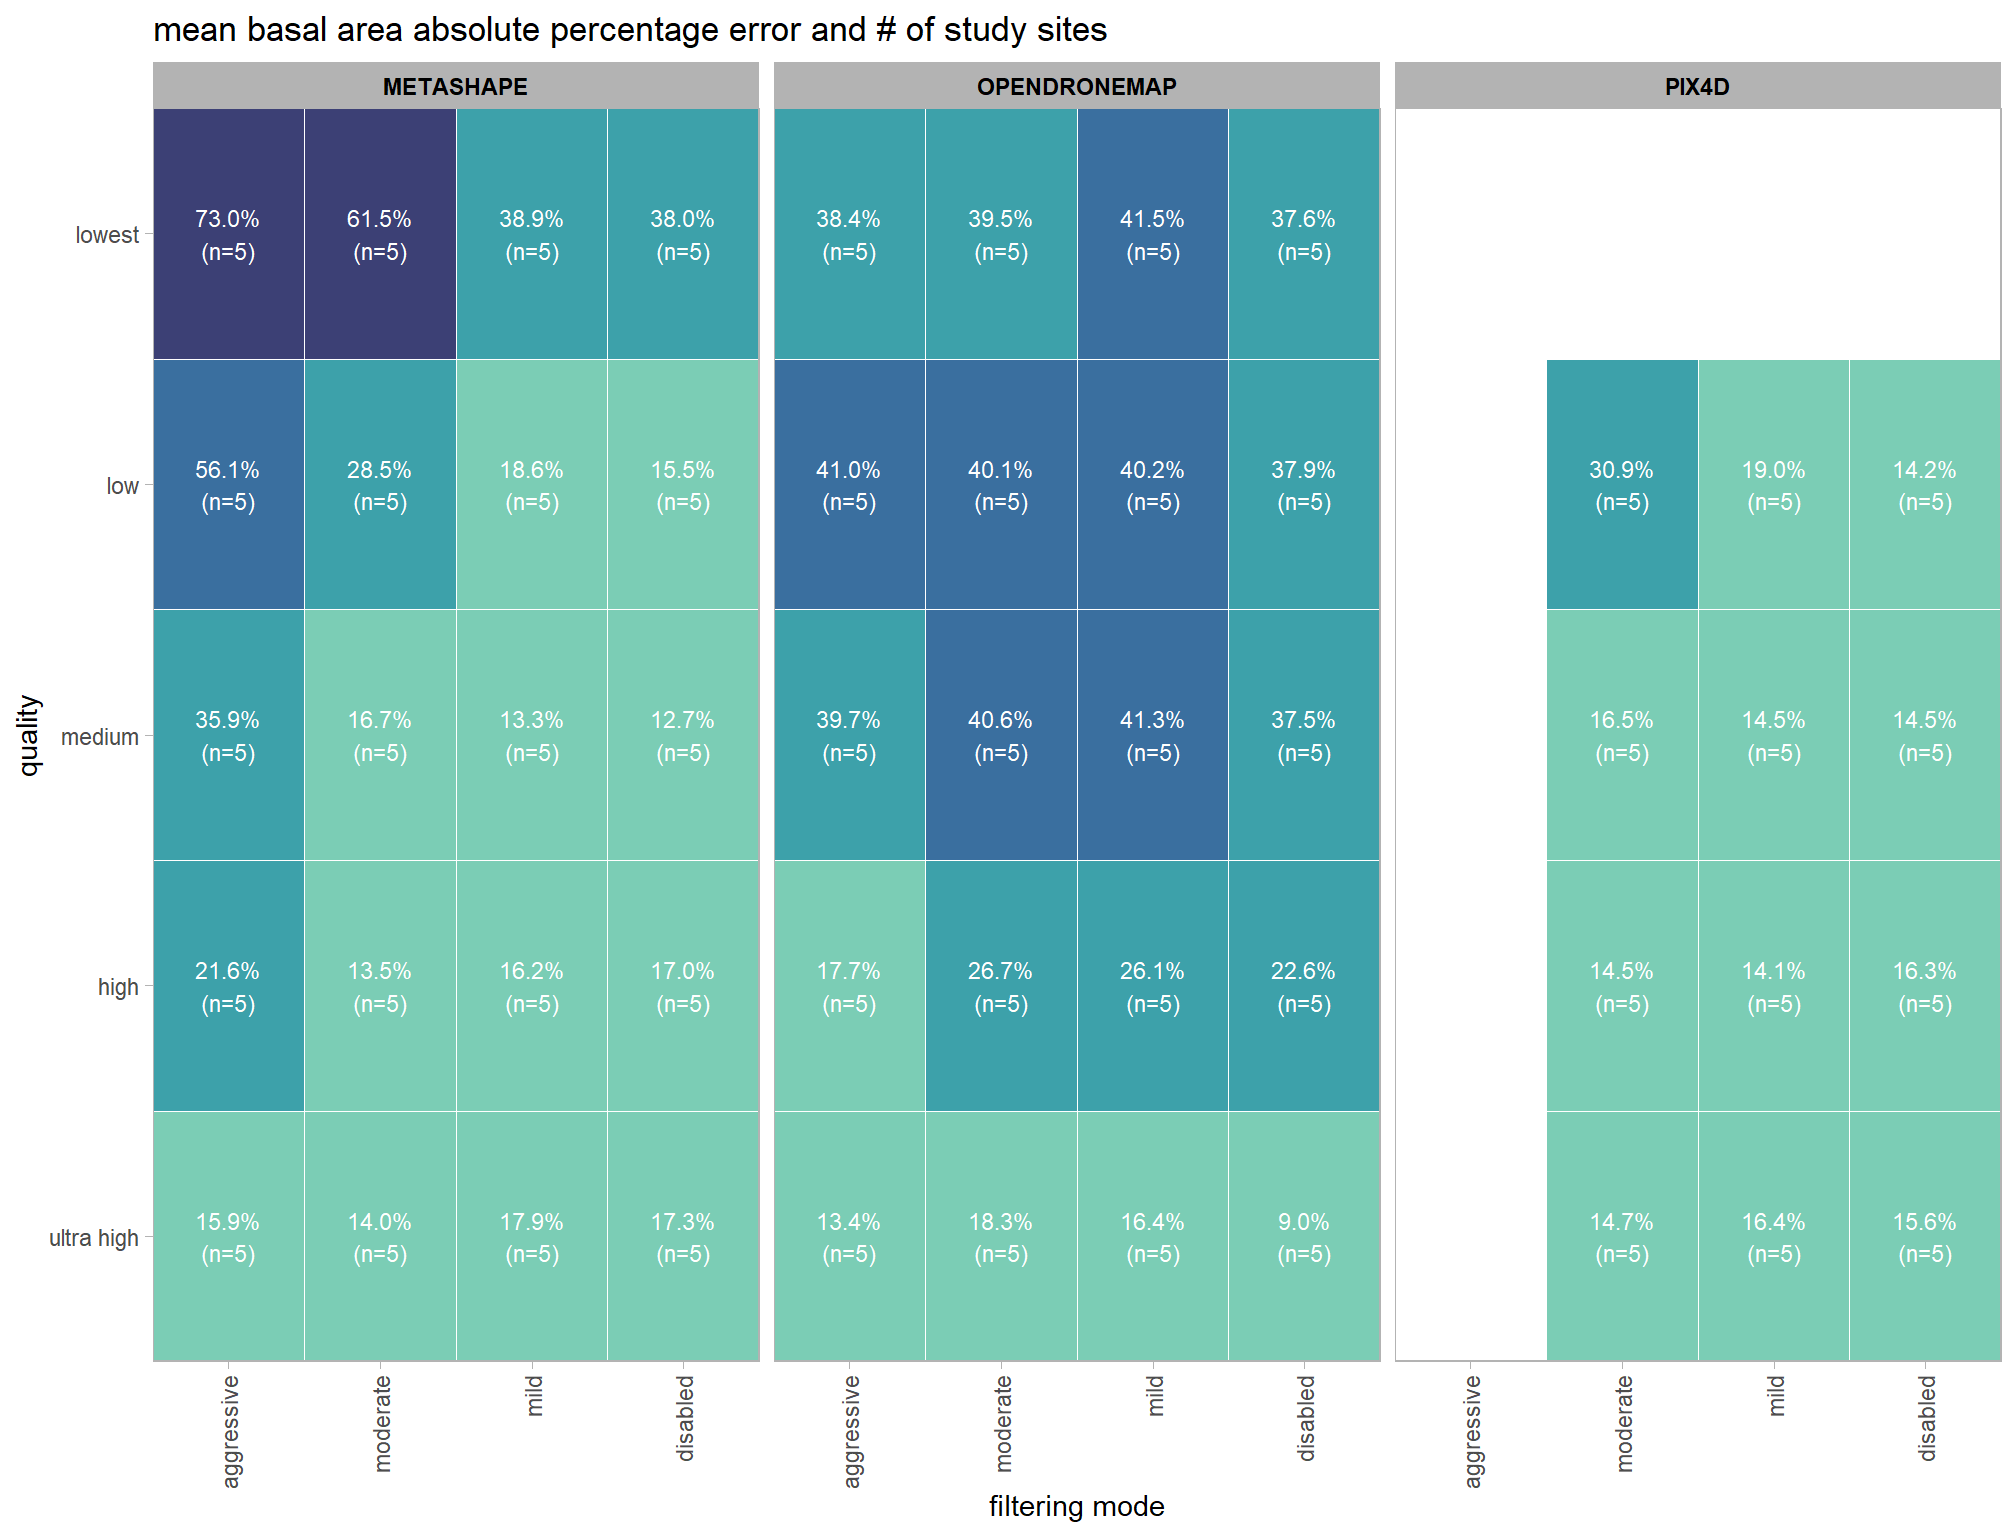 mean basal area absolute percentage error and # of study sites
METASHAPE OPENDRONEMAP PIX4D
73.0% 61.5% 38.9% 38.0% 38.4% 39.5% 41.5% 37.6%
lowest
(n=5) (n=5) (n=5) (n=5) (n=5) (n=5) (n=5) (n=5)
56.1% 28.5% 18.6% 15.5% 41.0% 40.1% 40.2% 37.9% 30.9% 19.0% 14.2%
low
(n=5) (n=5) (n=5) (n=5) (n=5) (n=5) (n=5) (n=5) (n=5) (n=5) (n=5)
35.9% 16.7% 13.3% 12.7% 39.7% 40.6% 41.3% 37.5% 16.5% 14.5% 14.5%
quality
medium
(n=5) (n=5) (n=5) (n=5) (n=5) (n=5) (n=5) (n=5) (n=5) (n=5) (n=5)
21.6% 13.5% 16.2% 17.0% 17.7% 26.7% 26.1% 22.6% 14.5% 14.1% 16.3%
high
(n=5) (n=5) (n=5) (n=5) (n=5) (n=5) (n=5) (n=5) (n=5) (n=5) (n=5)
15.9% 14.0% 17.9% 17.3% 13.4% 18.3% 16.4% 9.0% 14.7% 16.4% 15.6%
ultra high
(n=5) (n=5) (n=5) (n=5) (n=5) (n=5) (n=5) (n=5) (n=5) (n=5) (n=5)
aggressive moderate mild disabled aggressive moderate mild disabled aggressive moderate mild disabled
filtering mode